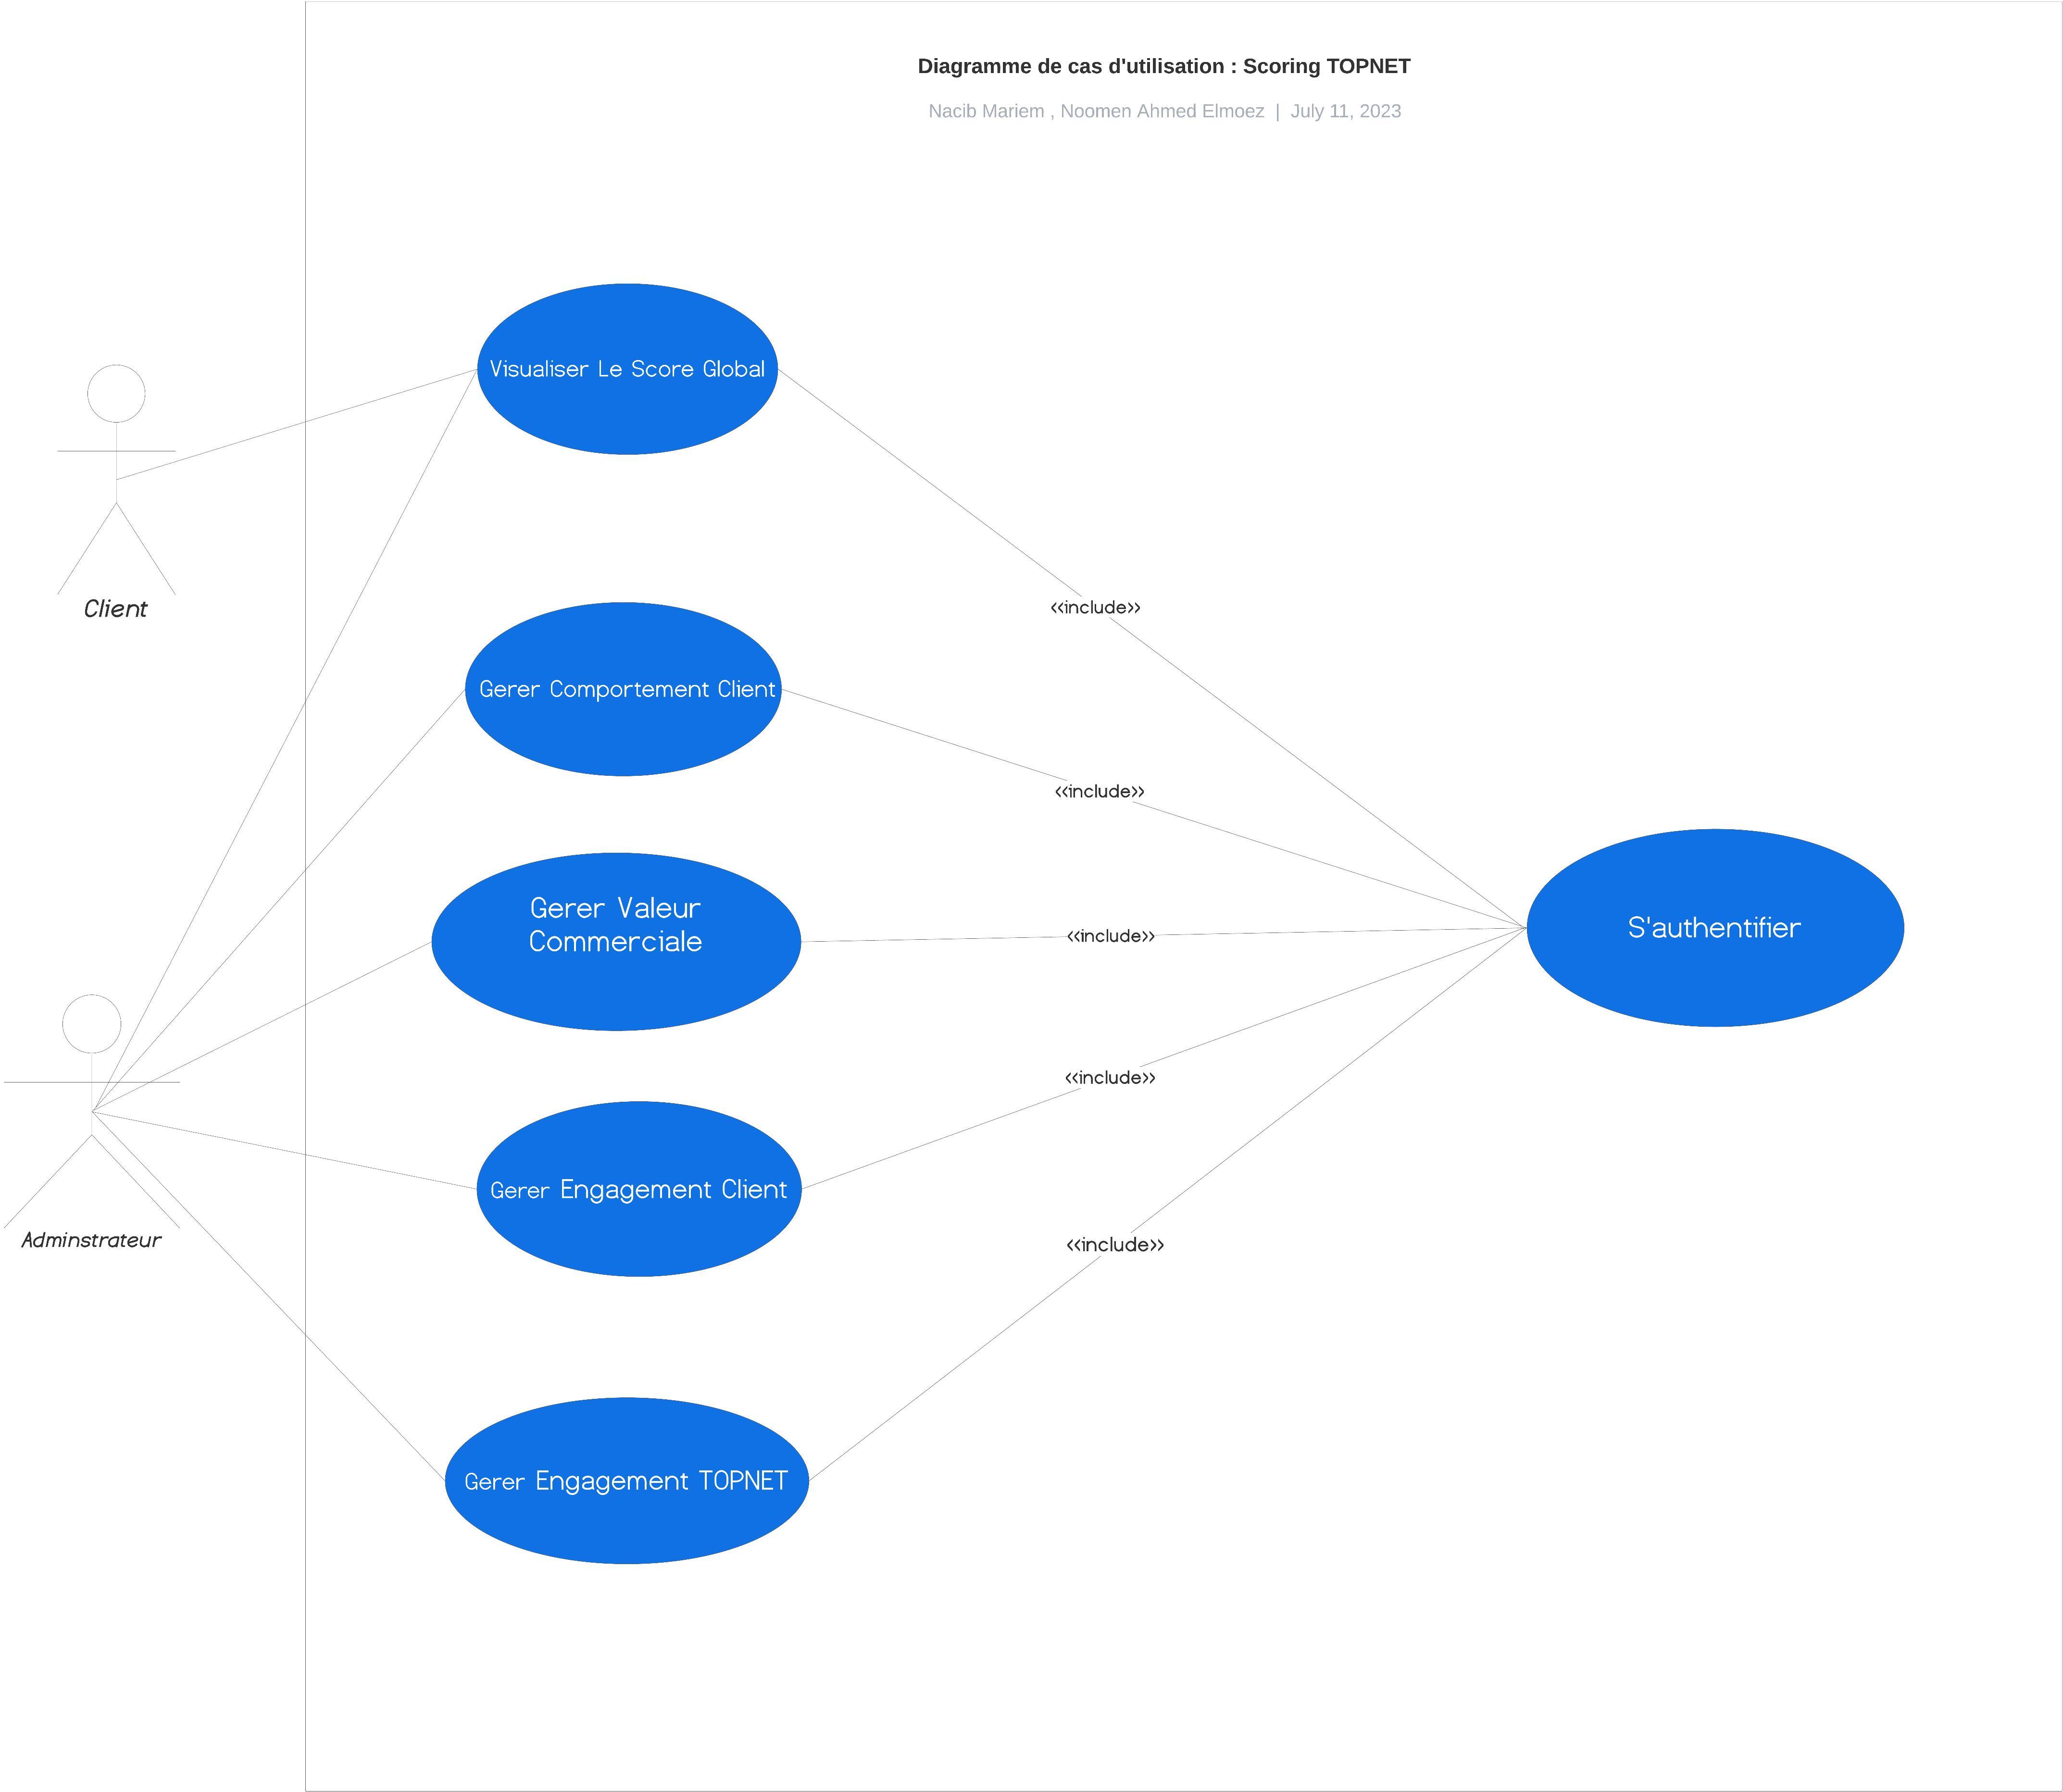 Diagramme de cas d'utilisation : Scoring TOPNET
Nacib Mariem , Noomen Ahmed Elmoez | July 11, 2023
Visualiser Le Score Global
Client
<<include>>
Gerer Comportement Client
<<include>>
Gerer Valeur
Commerciale
<<include>>
S'authentifier
<<include>>
Gerer Engagement Client
Adminstrateur
<<include>>
Gerer Engagement TOPNET